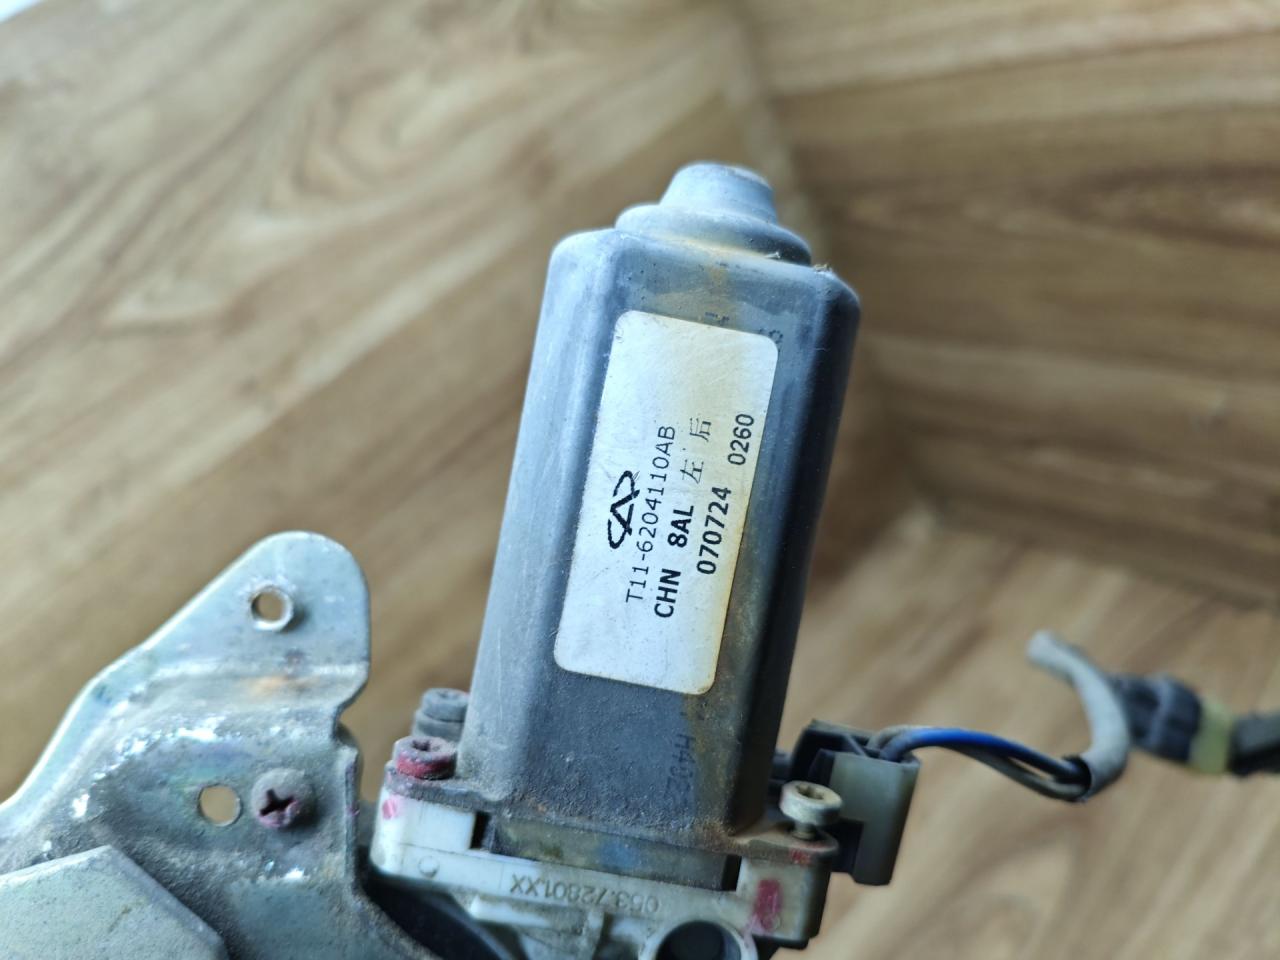 T11-6204110AB
CHN 8AL 左 后
070724 0260
053.72801.XX